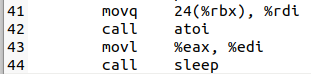 41 movq 24(%rbx), %rdi
42 call atoi
43 movl %eax, %edi
44 call sleep